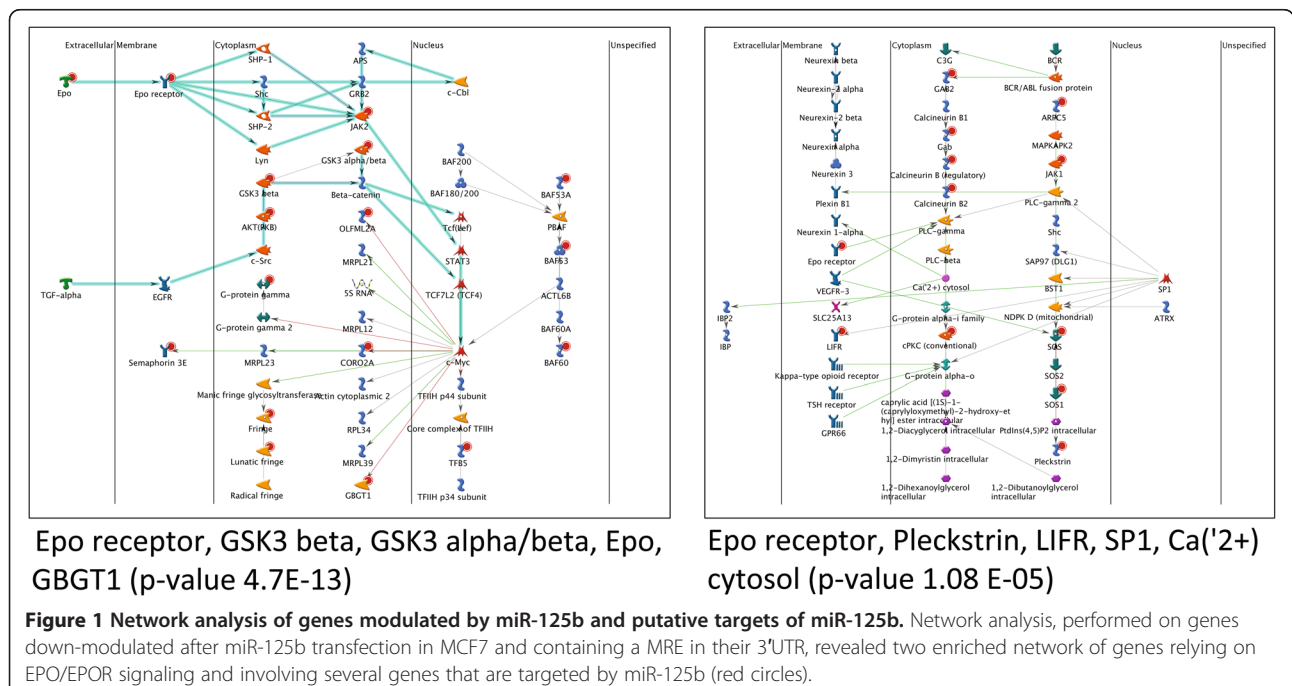 Extracellular Membrane Cytoplasm Nucleus Unspecified
SHP-1 APS
Epo Epo receptor Shc GRB2 c-Cbl
SHP-2 JAK2
Lyn GSK3 alpha/beta BAF200
GSK3 beta Beta-catenin BAF180/200 BAF53A
AKT(PKB) OLFML2A Tcf(Lef) PBAF
c-Src MRPL21 STAT3 BAF53
TGF-alpha EGFR G-protein gamma 5S RNA TCF7L2 (TCF4) ACTL6B
G-protein gamma 2 MRPL12 BAF60A
Semaphorin 3E MRPL23 CORO2A c-Myc BAF60
Manic fringe glycosyltransferase Actin cytoplasmic 2 TFIIH p44 subunit
Fringe RPL34 Core complex of TFIIH
Lunatic fringe MRPL39 TFB5
Radical fringe GBGT1 TFIIH p34 subunit
Epo receptor, GSK3 beta, GSK3 alpha/beta, Epo,
GBGT1 (p-value 4.7E-13)
Extracellular Membrane Cytoplasm Nucleus Unspecified
Neurexin beta C3G BCR
Neurexin-2 alpha GAB2 BCR/ABL fusion protein
Neurexin-2 beta Calcineurin B1 ARPC5
Neurexin alpha Gab MAPKAPK2
Neurexin 3 Calcineurin B (regulatory) JAK1
Plexin B1 Calcineurin B2 PLC-gamma 2
Neurexin 1-alpha PLC-gamma Shc
Epo receptor PLC-beta SAP97 (DLG1)
VEGFR-3 Ca('2+) cytosol BST1 SP1
IBP2 SLC25A13 G-protein alpha-i family NDPK D (mitochondrial) ATRX
IBP LIFR cPKC (conventional) SOS
Kappa-type opioid receptor G-protein alpha-o SOS2
TSH receptor caprylic acid [(1S)-1-
(caprylyloxymethyl)-2-hydroxy-et
hyl] ester intracellular SOS1
GPR66 1,2-Diacylglycerol intracellular PtdIns(4,5)P2 intracellular
1,2-Dimyristin intracellular Pleckstrin
1,2-Dihexanoylglycerol
intracellular 1,2-Dibutanoylglycerol
intracellular
Epo receptor, Pleckstrin, LIFR, SP1, Ca('2+)
cytosol (p-value 1.08 E-05)
Figure 1 Network analysis of genes modulated by miR-125b and putative targets of miR-125b. Network analysis, performed on genes
down-modulated after miR-125b transfection in MCF7 and containing a MRE in their 3′UTR, revealed two enriched network of genes relying on
EPO/EPOR signaling and involving several genes that are targeted by miR-125b (red circles).